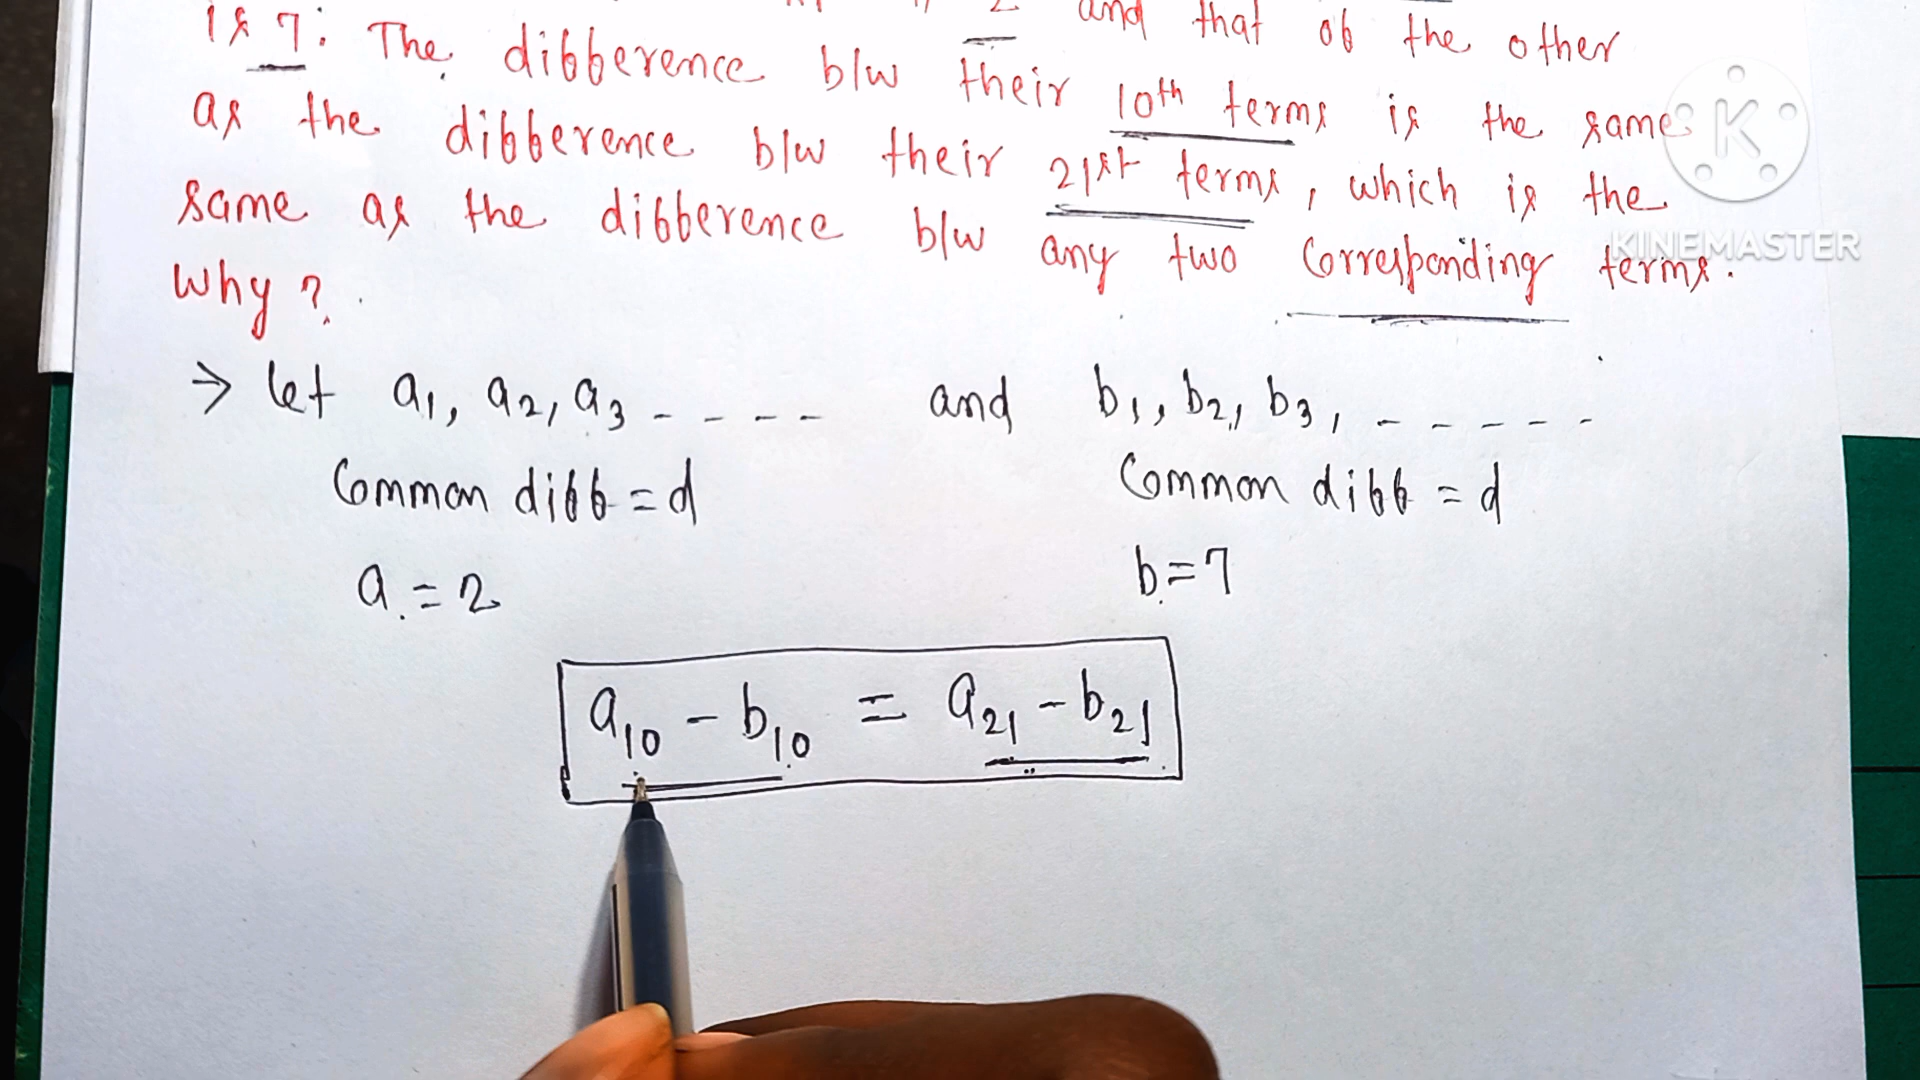 is 7. The difference b/w their 10th terms is the same
and that of the other
as the difference b/w their 21st terms, which is the
same as the difference b/w any two corresponding terms.
Why?
→ let a1, a2, a3 - - - - and b1, b2, b3, - - - - -
Common diff = d Common diff = d
a = 2 b = 7
a10 - b10 = a21 - b21
K
KINEMASTER